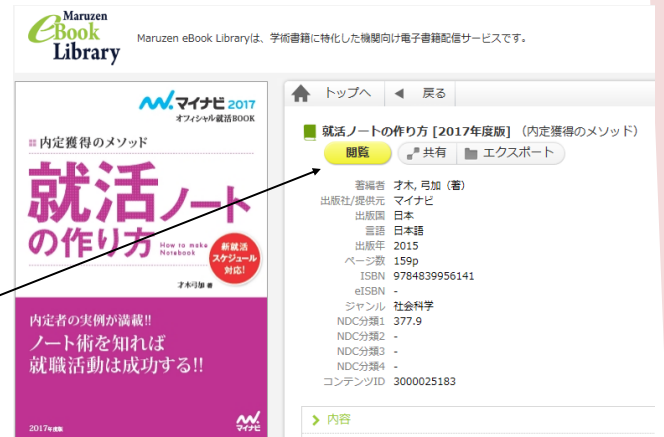 Maruzen
eBook
Library
Maruzen eBook Libraryは、学術書籍に特化した機関向け電子書籍配信サービスです。
マイナビ 2017
オフィシャル就活BOOK
内定獲得のメソッド
就活ノート
の作り方
How to make
Notebook
新就活
スケジュール
対応!
才木弓加 著
内定者の実例が満載!!
ノート術を知れば
就職活動は成功する!!
2017年度版
マイナビ
トップへ 戻る
就活ノートの作り方 [2017年度版] (内定獲得のメソッド)
閲覧 共有 エクスポート
著編者 才木, 弓加 (著)
出版社/提供元 マイナビ
出版国 日本
言語 日本語
出版年 2015
ページ数 159p
ISBN 9784839956141
eISBN -
ジャンル 社会科学
NDC分類1 377.9
NDC分類2 -
NDC分類3 -
NDC分類4 -
コンテンツID 3000025183
内容